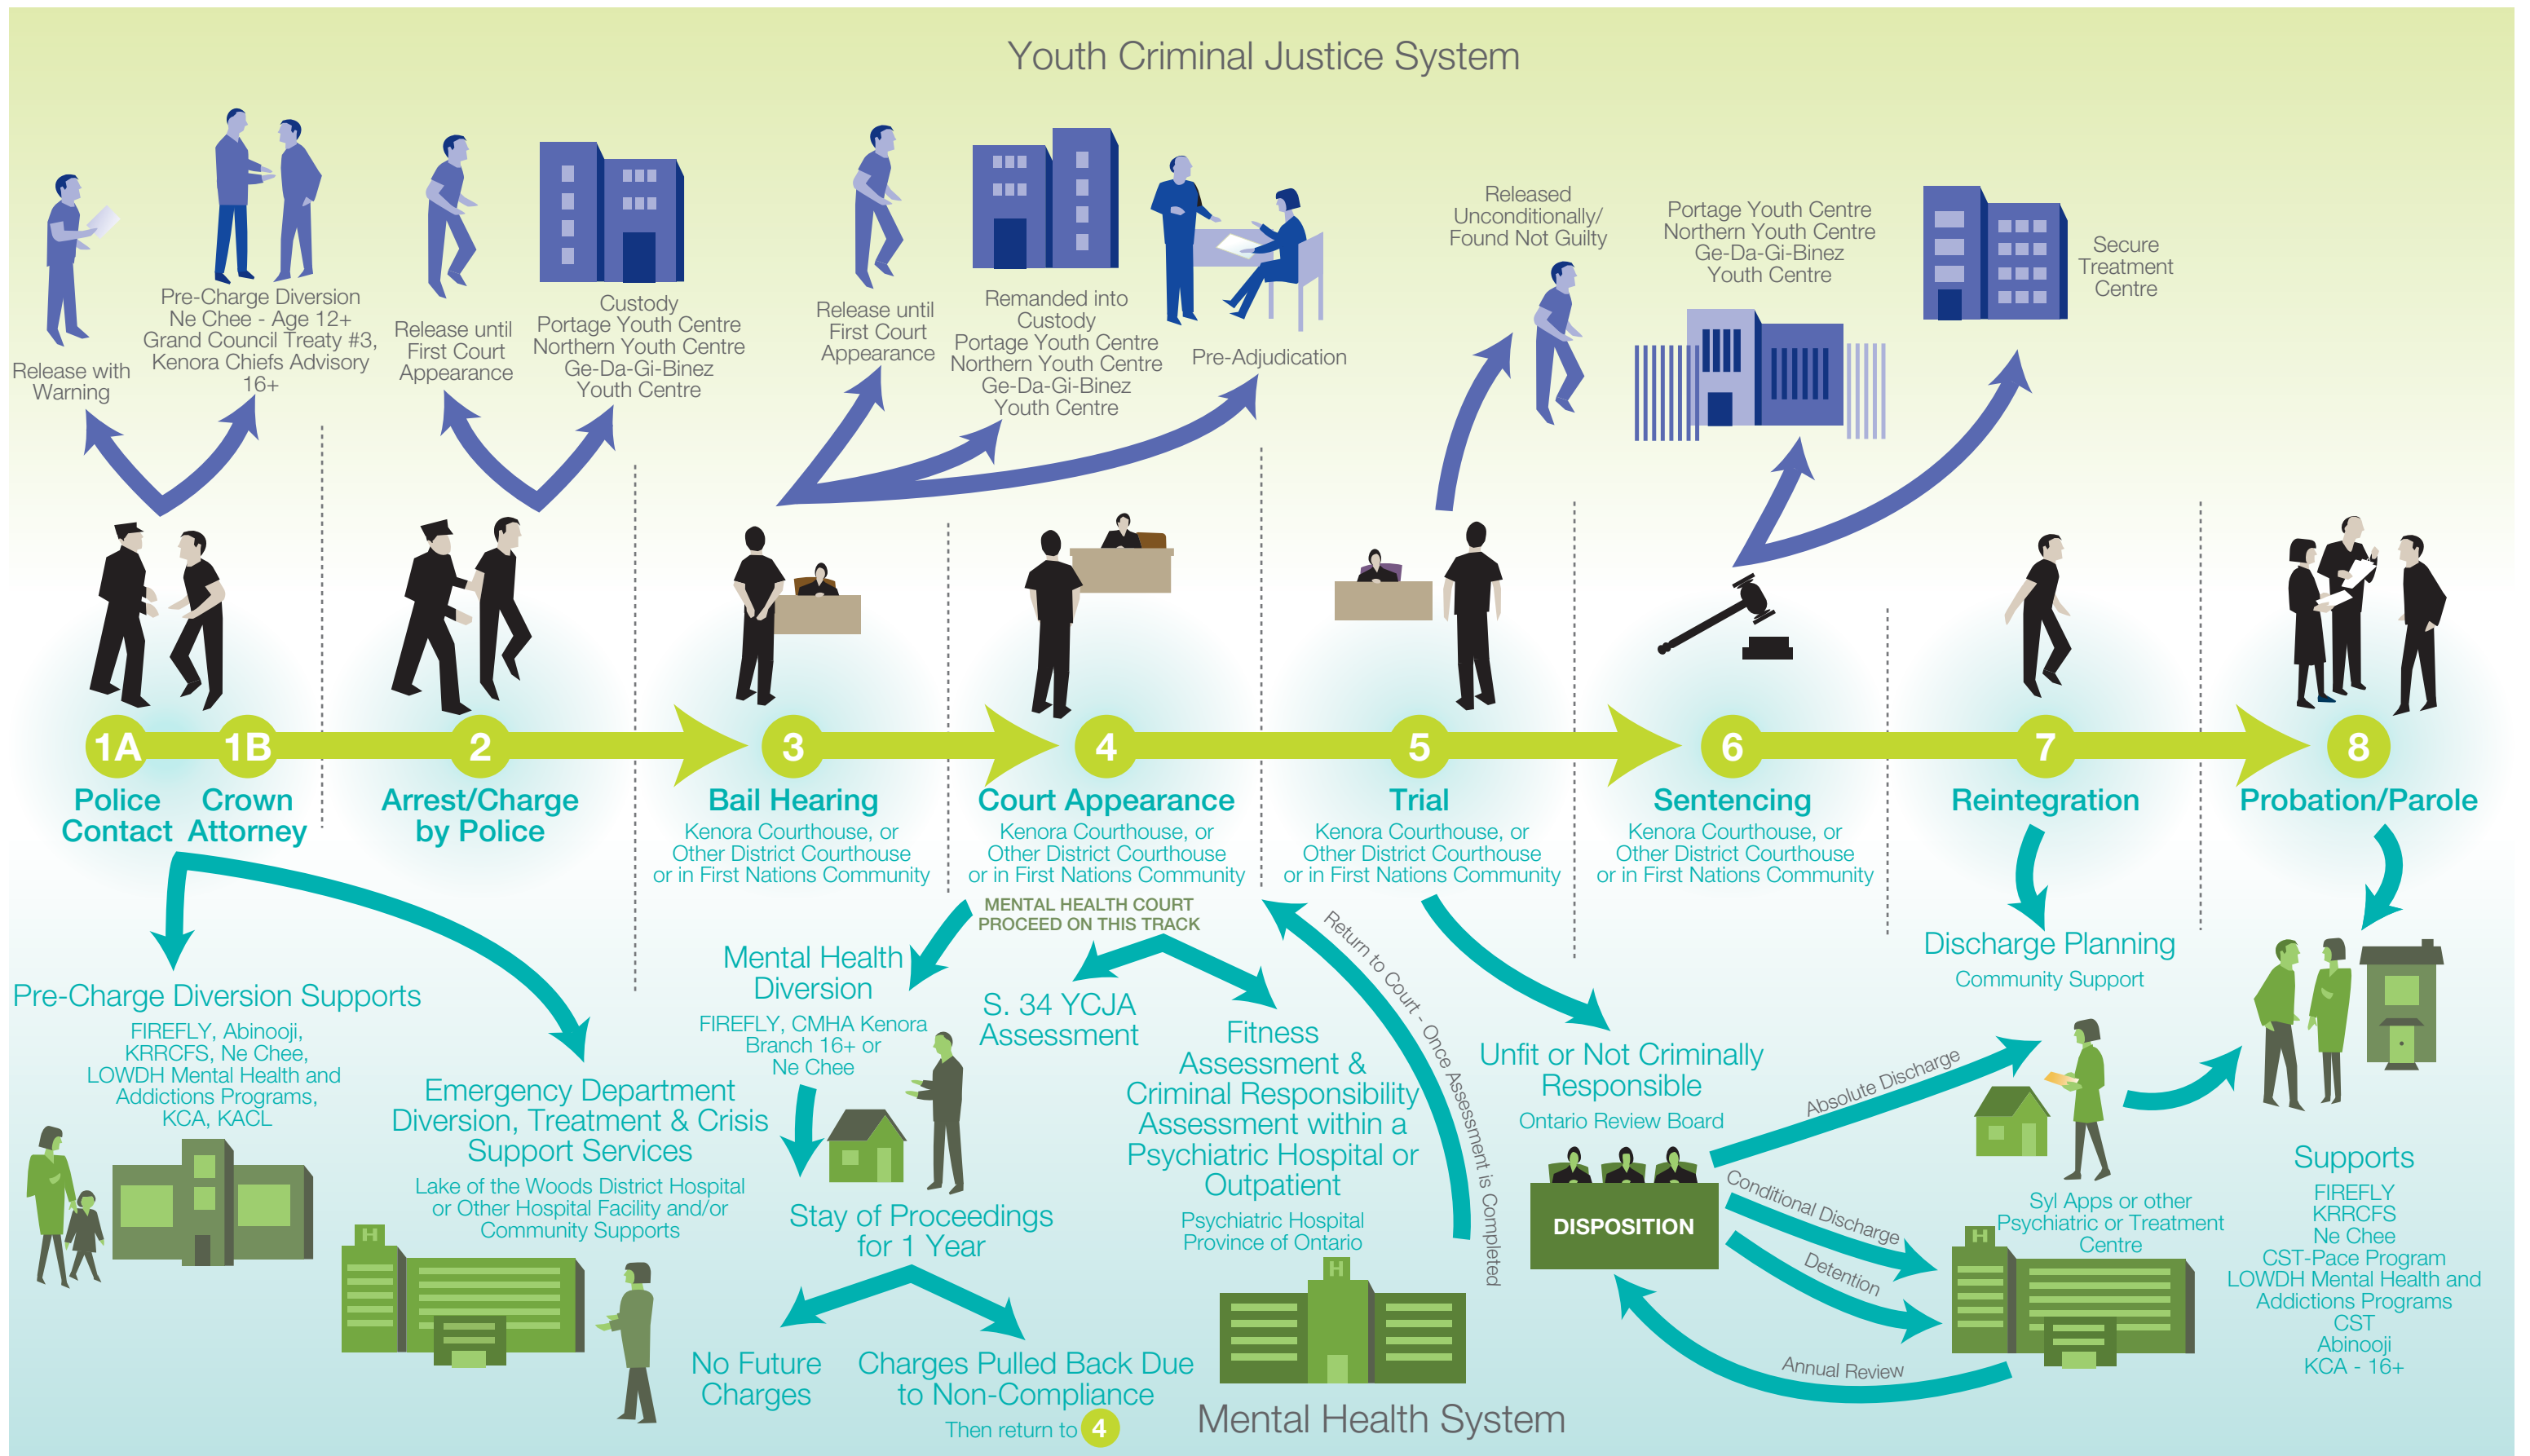 Youth Criminal Justice System
Release with
Warning
Pre-Charge Diversion
Ne Chee - Age 12+
Grand Council Treaty #3,
Kenora Chiefs Advisory
16+
Release until
First Court
Appearance
Custody
Portage Youth Centre
Northern Youth Centre
Ge-Da-Gi-Binez
Youth Centre
Release until
First Court
Appearance
Remanded into
Custody
Portage Youth Centre
Northern Youth Centre
Ge-Da-Gi-Binez
Youth Centre
Pre-Adjudication
Released
Unconditionally/
Found Not Guilty
Portage Youth Centre
Northern Youth Centre
Ge-Da-Gi-Binez
Youth Centre
Secure
Treatment
Centre
1A
Police
Contact
1B
Crown
Attorney
2
Arrest/Charge
by Police
3
Bail Hearing
Kenora Courthouse, or
Other District Courthouse
or in First Nations Community
4
Court Appearance
Kenora Courthouse, or
Other District Courthouse
or in First Nations Community
MENTAL HEALTH COURT
PROCEED ON THIS TRACK
5
Trial
Kenora Courthouse, or
Other District Courthouse
or in First Nations Community
6
Sentencing
Kenora Courthouse, or
Other District Courthouse
or in First Nations Community
7
Reintegration
8
Probation/Parole
Pre-Charge Diversion Supports
FIREFLY, Abinooji,
KRRCFS, Ne Chee,
LOWDH Mental Health and
Addictions Programs,
KCA, KACL
Emergency Department
Diversion, Treatment & Crisis
Support Services
Lake of the Woods District Hospital
or Other Hospital Facility and/or
Community Supports
H
Mental Health
Diversion
FIREFLY, CMHA Kenora
Branch 16+ or
Ne Chee
Stay of Proceedings
for 1 Year
No Future
Charges
Charges Pulled Back Due
to Non-Compliance
Then return to 4
S. 34 YCJA
Assessment
Fitness
Assessment &
Criminal Responsibility
Assessment within a
Psychiatric Hospital or
Outpatient
Psychiatric Hospital
Province of Ontario
H
Return to Court - Once Assessment is Completed
Unfit or Not Criminally
Responsible
Ontario Review Board
DISPOSITION
Absolute Discharge
Conditional Discharge
Detention
Annual Review
Discharge Planning
Community Support
Syl Apps or other
Psychiatric or Treatment
Centre
H
Supports
FIREFLY
KRRCFS
Ne Chee
CST-Pace Program
LOWDH Mental Health and
Addictions Programs
CST
Abinooji
KCA - 16+
Mental Health System